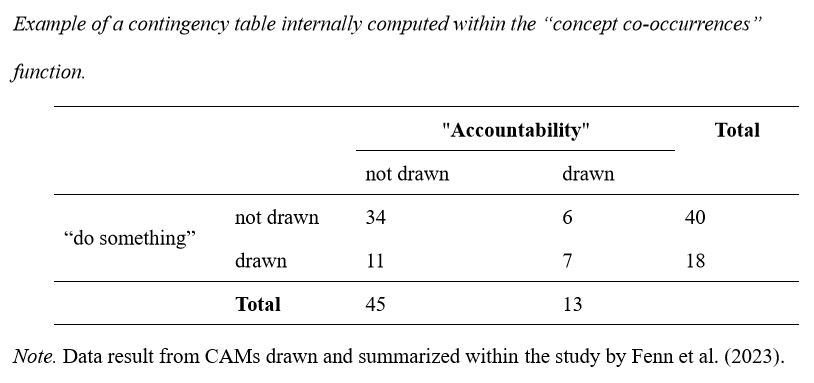 Example of a contingency table internally computed within the “concept co-occurrences”
function.
"Accountability" Total
not drawn drawn
“do something” not drawn 34 6 40
drawn 11 7 18
Total 45 13
Note. Data result from CAMs drawn and summarized within the study by Fenn et al. (2023).